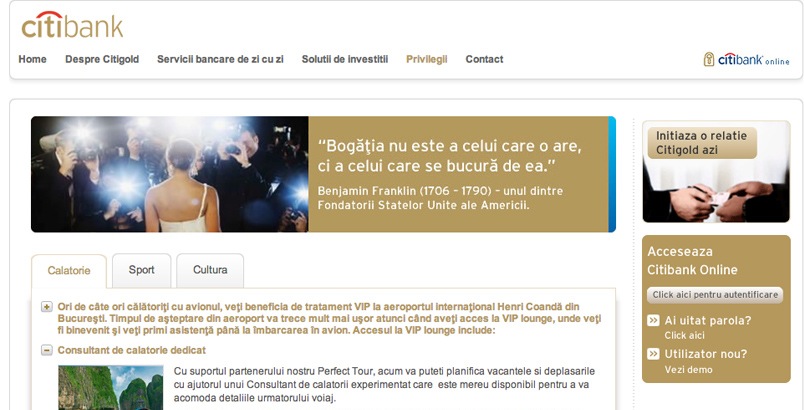 citibank
Home Despre Citigold Servicii bancare de zi cu zi Solutii de investitii Privilegii Contact
citibank online
“Bogăţia nu este a celui care o are,
ci a celui care se bucură de ea.”
Benjamin Franklin (1706 – 1790) – unul dintre
Fondatorii Statelor Unite ale Americii.
Initiaza o relatie
Citigold azi
Acceseaza
Citibank Online
Click aici pentru autentificare
Ai uitat parola?
Click aici
Utilizator nou?
Vezi demo
Calatorie Sport Cultura
Ori de câte ori călătoriţi cu avionul, veţi beneficia de tratament VIP la aeroportul internaţional Henri Coandă din
Bucureşti. Timpul de aşteptare din aeroport va trece mult mai uşor atunci când aveţi acces la VIP lounge, unde veţi
fi bineveniţi şi veţi primi asistenţă până la îmbarcarea în avion. Accesul la VIP lounge include:
Consultant de calatorie dedicat
Cu suportul partenerului nostru Perfect Tour, acum va puteti planifica vacantele si deplasarile
cu ajutorul unui Consultant de calatorii experimentat care este mereu disponibil pentru a va
acomoda detaliile urmatorului voiaj.